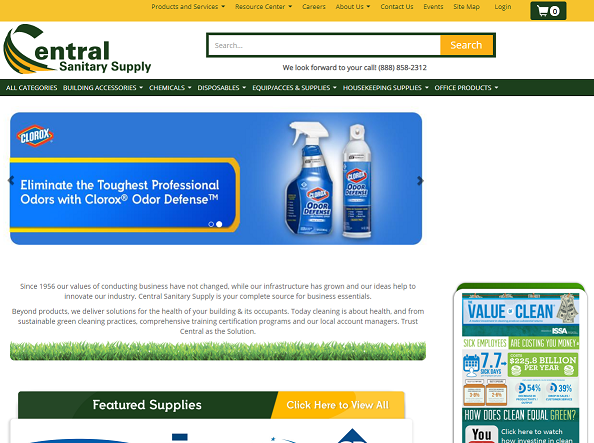 Products and Services Resource Center Careers About Us Contact Us Events Site Map Login 0
Central
Sanitary Supply
Search... Search
We look forward to your call! (888) 858-2312
ALL CATEGORIES BUILDING ACCESSORIES CHEMICALS DISPOSABLES EQUIP/ACCES & SUPPLIES HOUSEKEEPING SUPPLIES OFFICE PRODUCTS
CLOROX
Eliminate the Toughest Professional
Odors with Clorox® Odor Defense™
CLOROX
ODOR
DEFENSE
CLOROX
ODOR
DEFENSE
Since 1956 our values of conducting business have not changed, while our infrastructure has grown and our ideas help to
innovate our industry. Central Sanitary Supply is your complete source for business essentials.
Beyond products, we deliver solutions for the health of your building & its occupants. Today cleaning is about health, and from
sustainable green cleaning practices, comprehensive training certification programs and our local account managers. Trust
Central as the Solution.
THE
VALUE OF CLEAN
ISSA
SICK EMPLOYEES ARE COSTING YOU MONEY
7.7
SICK DAYS
COSTS
$225.8 BILLION
PER YEAR
54% 39%
HOW DOES CLEAN EQUAL GREEN?
You Click here to watch
how investing in clean
Featured Supplies Click Here to View All